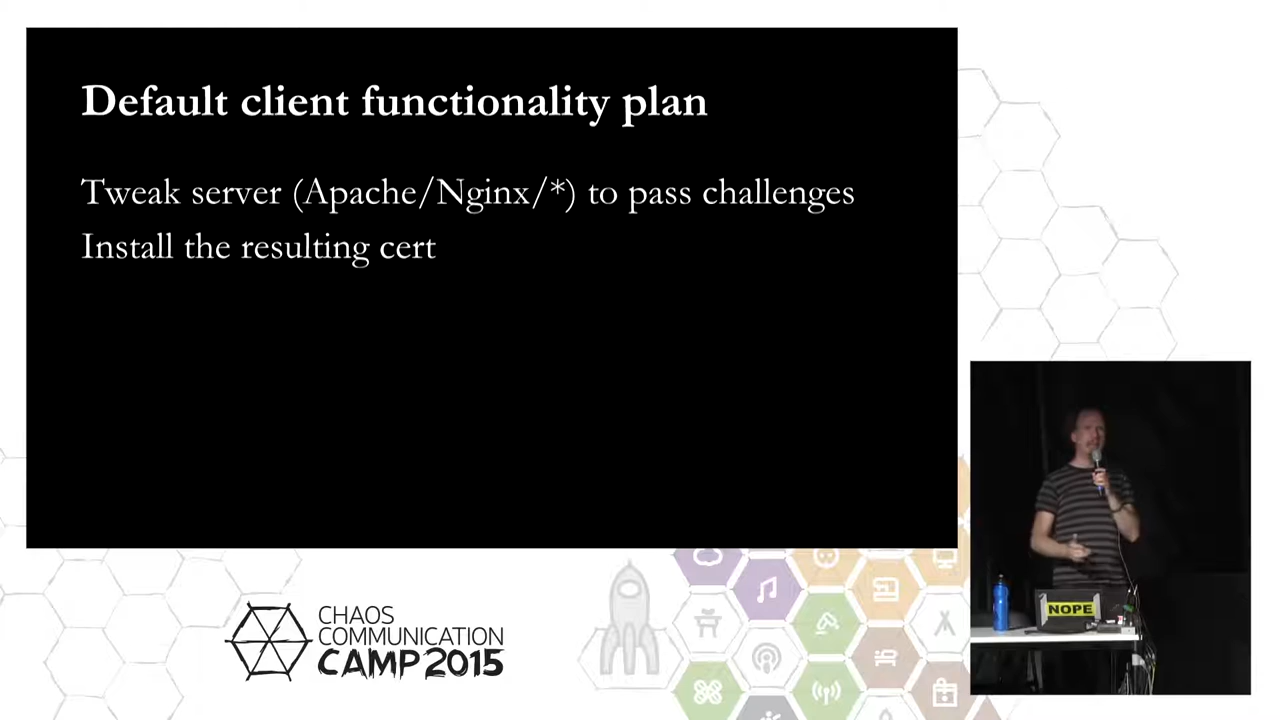 Default client functionality plan
Tweak server (Apache/Nginx/*) to pass challenges
Install the resulting cert
CHAOS
COMMUNICATION
CAMP 2015
NOPE